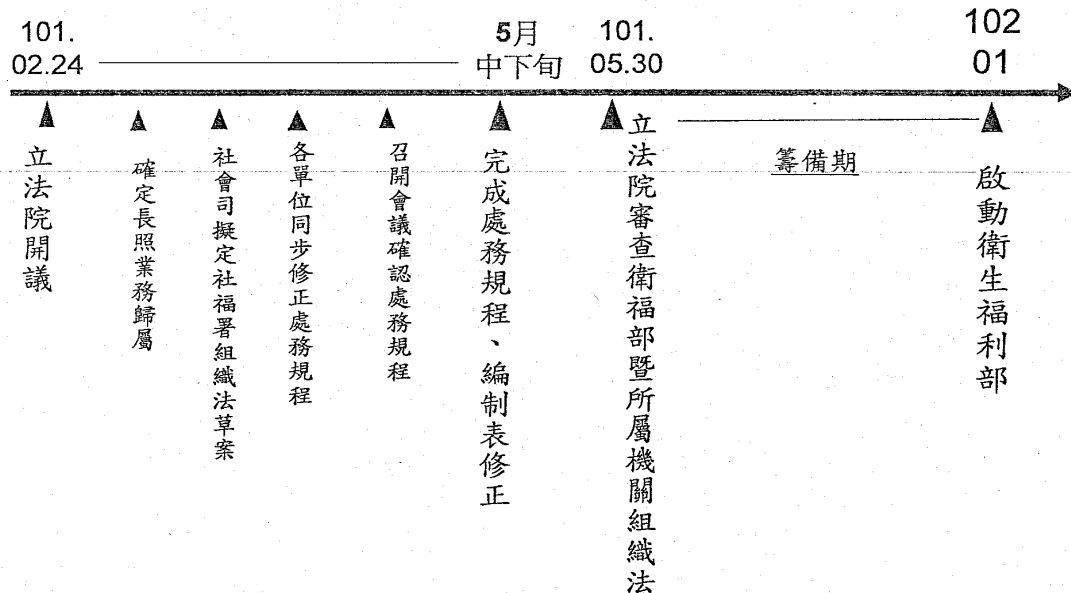 101.
02.24
5月
中下旬
101.
05.30
102
01
立法院開議
確定長照業務歸屬
社會司擬定社福署組織法草案
各單位同步修正處務規程
召開會議確認處務規程
完成處務規程、編制表修正
立法院審查衛福部暨所屬機關組織法
籌備期
啟動衛生福利部